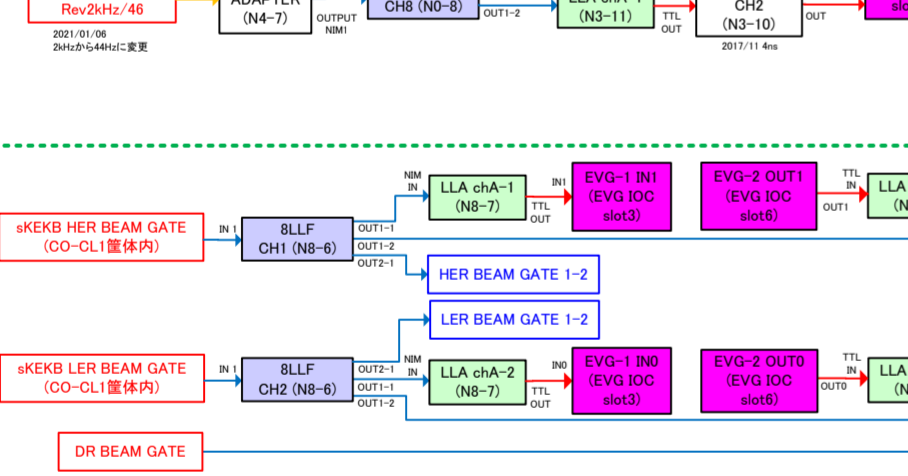 Rev2kHz/46
2021/01/06
2kHzから44Hzに変更
ADAPTER
(N4-7)
OUTPUT
NIM1
CH8 (N0-8)
OUT1-2
(N3-11)
TTL
OUT
CH2
(N3-10)
2017/11 4ns
OUT
sKEKB HER BEAM GATE
(CO-CL1筐体内)
IN 1
8LLF
CH1 (N8-6)
OUT1-1
OUT1-2
OUT2-1
NIM
IN
LLA chA-1
(N8-7)
IN1
TTL
OUT
EVG-1 IN1
(EVG IOC
slot3)
EVG-2 OUT1
(EVG IOC
slot6)
TTL
IN
OUT1
LLA
HER BEAM GATE 1-2
LER BEAM GATE 1-2
sKEKB LER BEAM GATE
(CO-CL1筐体内)
IN 1
8LLF
CH2 (N8-6)
OUT2-1
OUT1-1
OUT1-2
NIM
IN
LLA chA-2
(N8-7)
IN0
TTL
OUT
EVG-1 IN0
(EVG IOC
slot3)
EVG-2 OUT0
(EVG IOC
slot6)
TTL
IN
OUT0
LLA
DR BEAM GATE